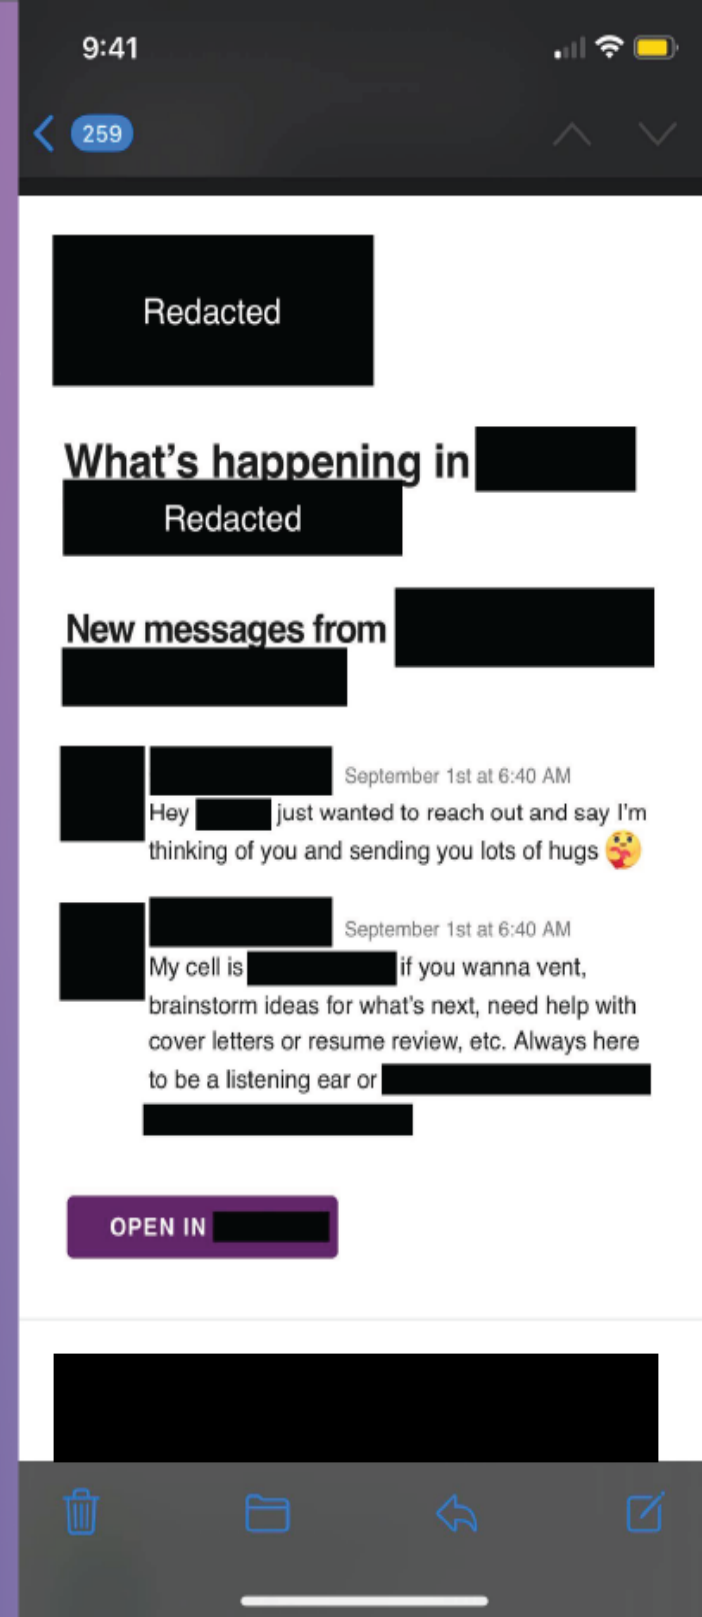 9:41
259
Redacted
What's happening in
Redacted
New messages from
September 1st at 6:40 AM
Hey just wanted to reach out and say I'm
thinking of you and sending you lots of hugs 🤗
September 1st at 6:40 AM
My cell is if you wanna vent,
brainstorm ideas for what's next, need help with
cover letters or resume review, etc. Always here
to be a listening ear or
OPEN IN